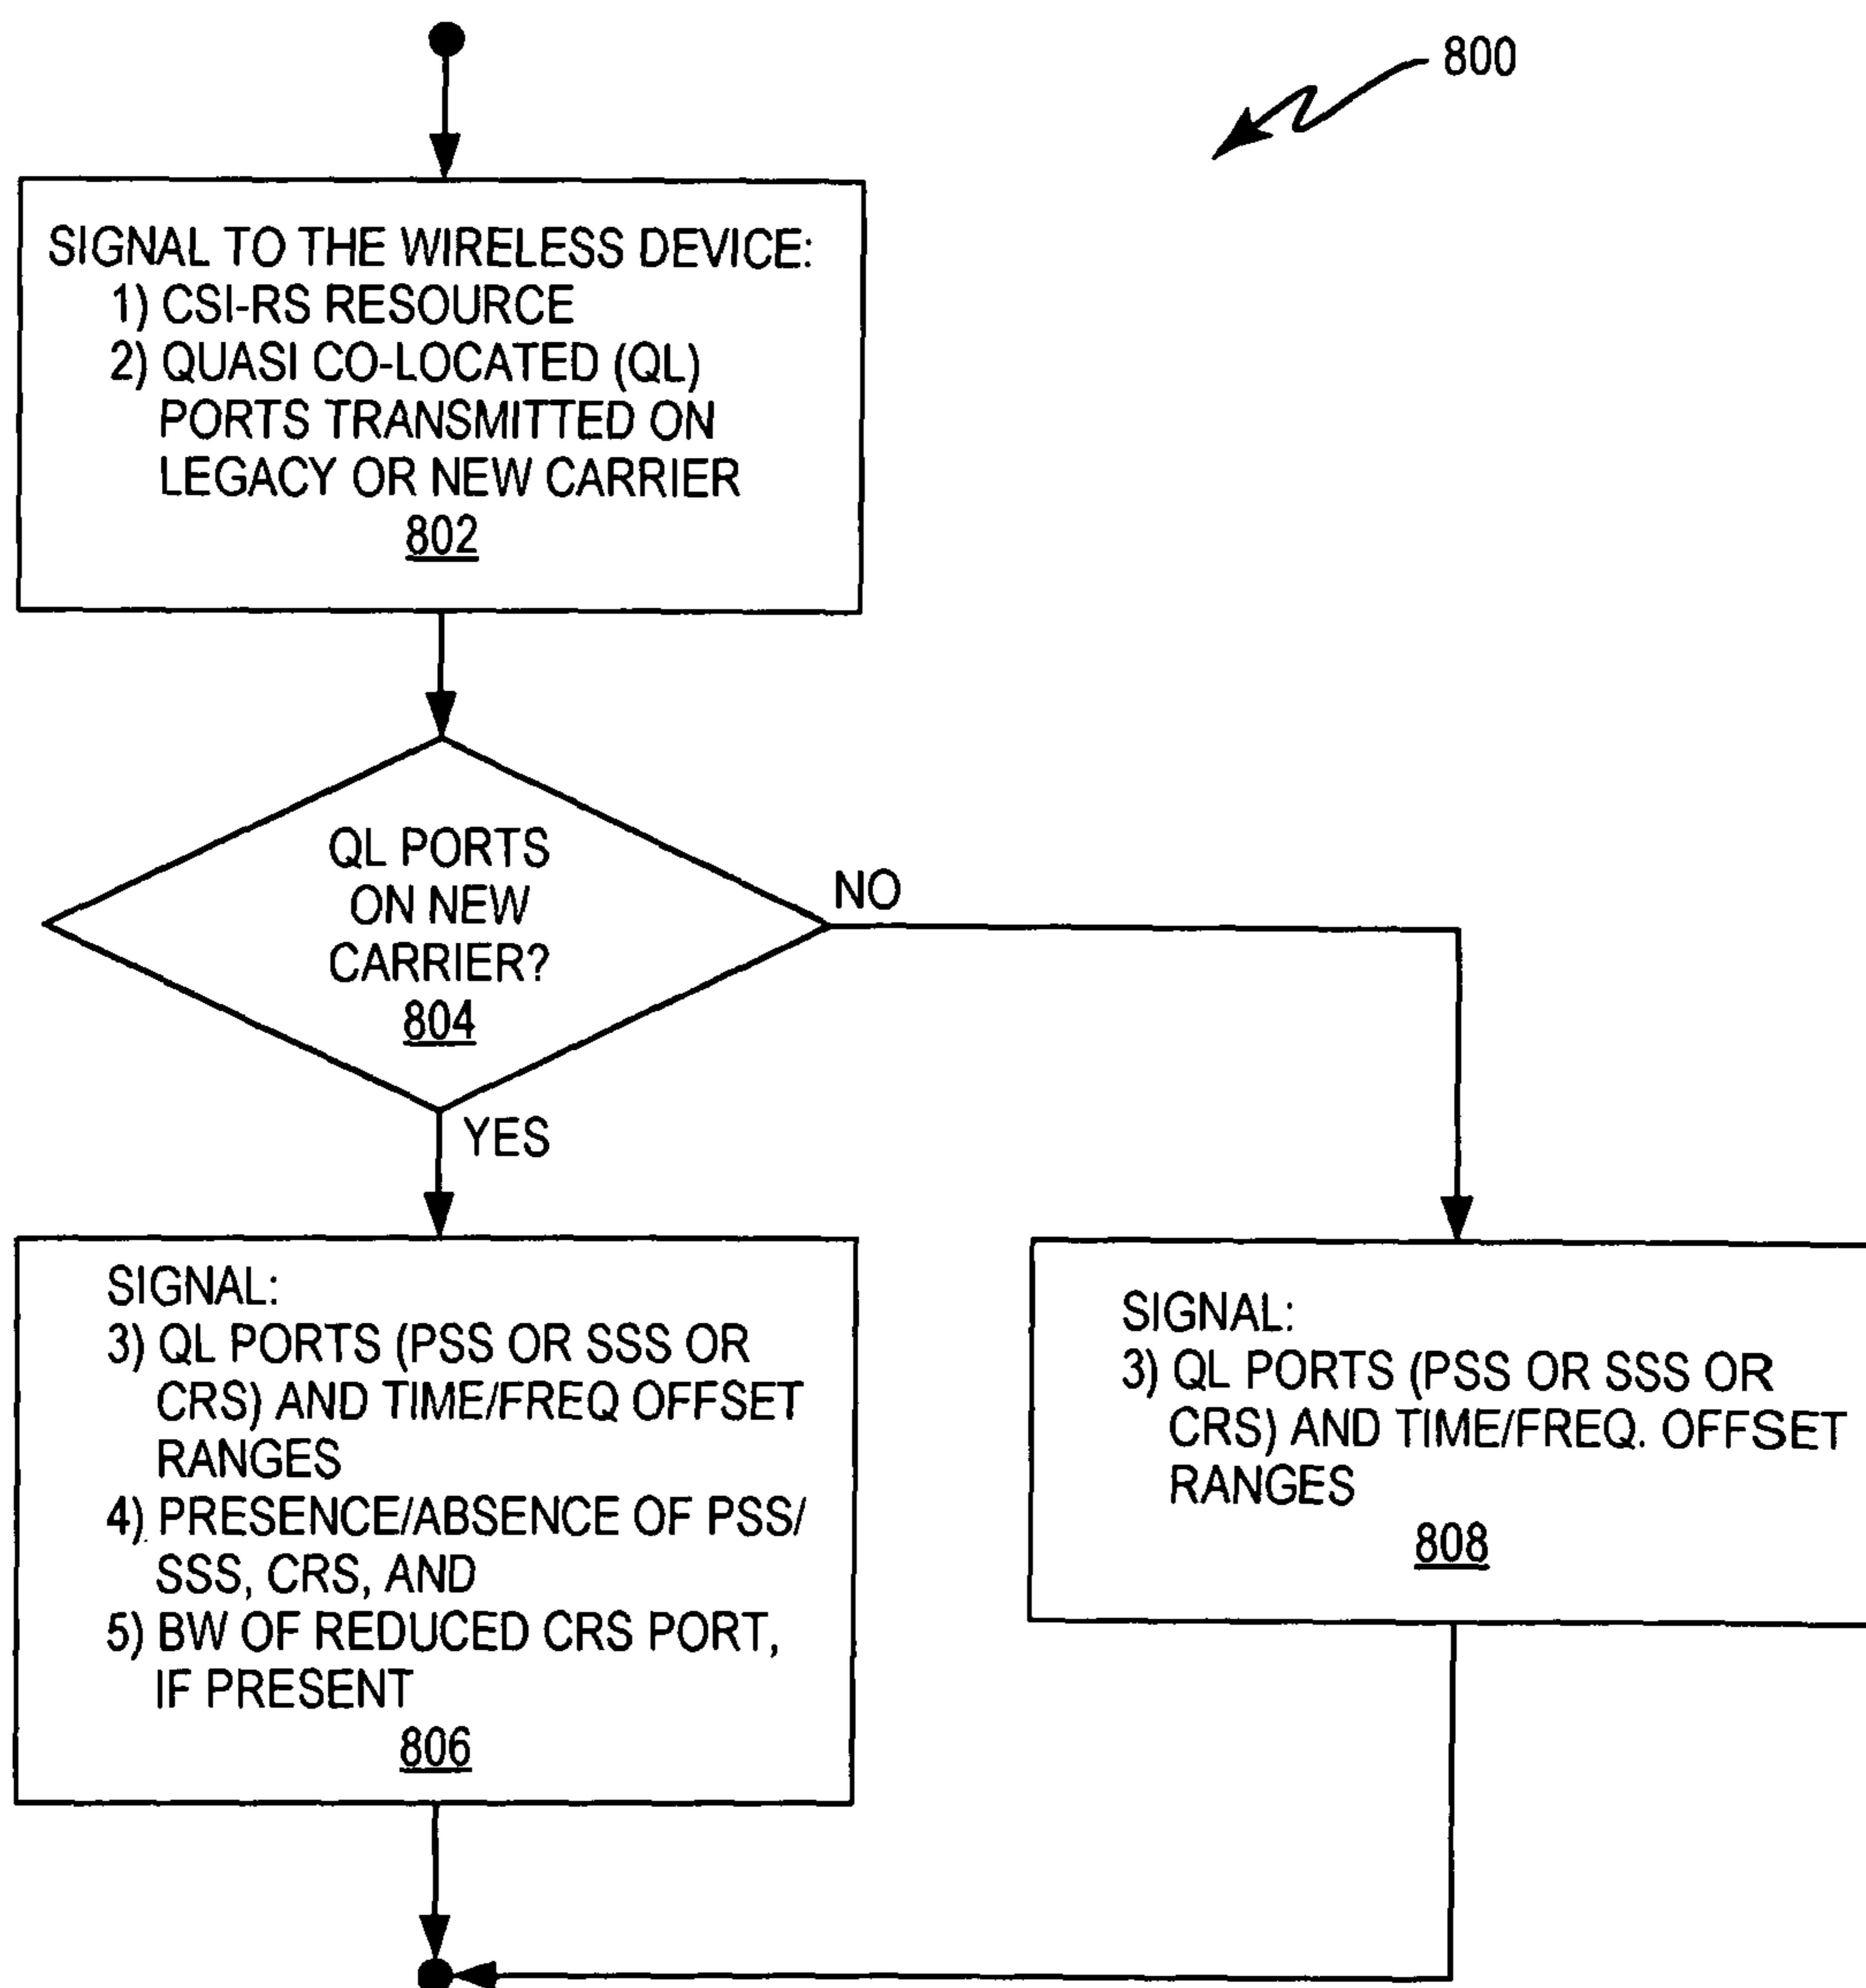 800
SIGNAL TO THE WIRELESS DEVICE:
1) CSI-RS RESOURCE
2) QUASI CO-LOCATED (QL)
PORTS TRANSMITTED ON
LEGACY OR NEW CARRIER
802
QL PORTS
ON NEW
CARRIER?
804
NO
YES
SIGNAL:
3) QL PORTS (PSS OR SSS OR
CRS) AND TIME/FREQ OFFSET
RANGES
4) PRESENCE/ABSENCE OF PSS/
SSS, CRS, AND
5) BW OF REDUCED CRS PORT,
IF PRESENT
806
SIGNAL:
3) QL PORTS (PSS OR SSS OR
CRS) AND TIME/FREQ. OFFSET
RANGES
808